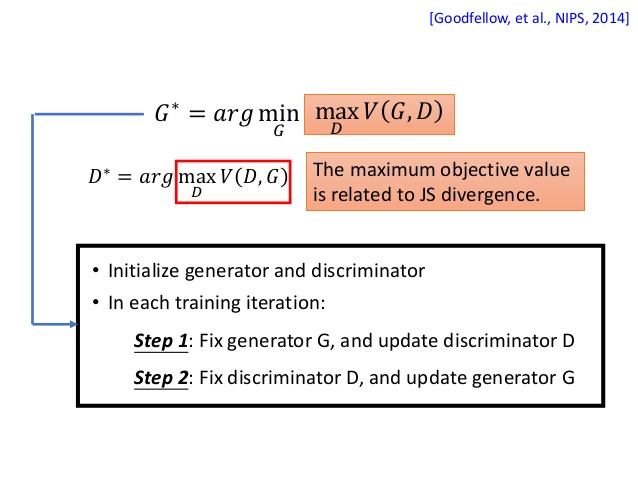 [Goodfellow, et al., NIPS, 2014]
G* = arg min_G max_D V(G, D)
D* = arg max_D V(D, G)
The maximum objective value
is related to JS divergence.
• Initialize generator and discriminator
• In each training iteration:
Step 1: Fix generator G, and update discriminator D
Step 2: Fix discriminator D, and update generator G